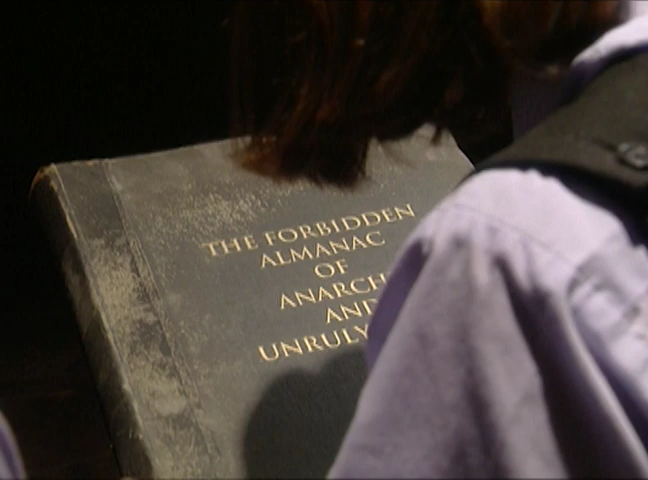 THE FORBIDDEN
ALMANAC
OF
ANARCH
AND
UNRULY